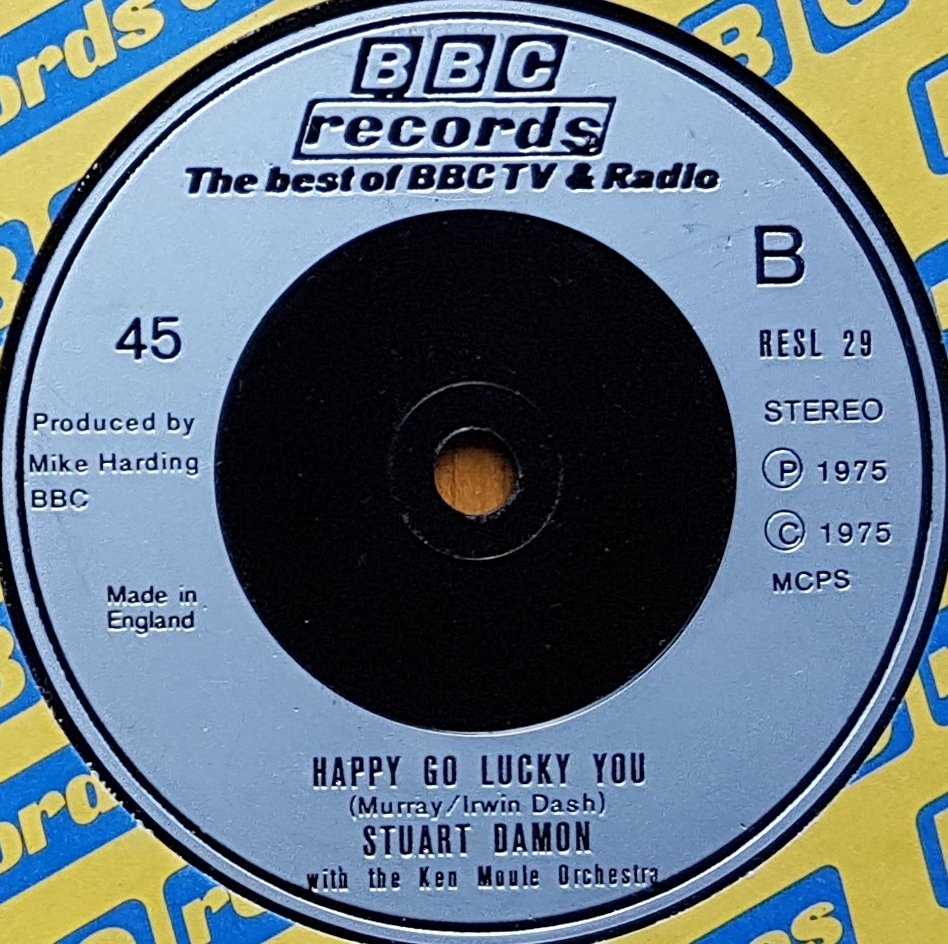 BBC
records
The best of BBC TV & Radio
B
45
RESL 29
STEREO
Ⓟ 1975
Ⓒ 1975
MCPS
Produced by
Mike Harding
BBC
Made in
England
HAPPY GO LUCKY YOU
(Murray/Irwin Dash)
STUART DAMON
with the Ken Moule Orchestra